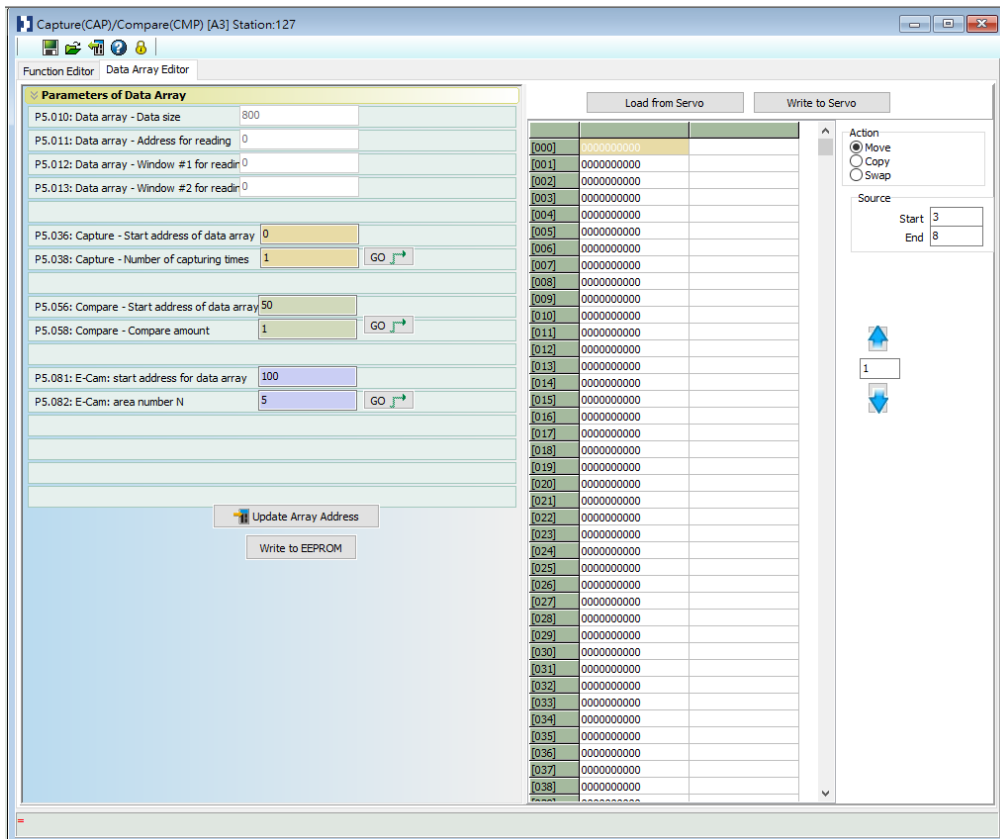 Capture(CAP)/Compare(CMP) [A3] Station:127
Function Editor Data Array Editor
Parameters of Data Array
P5.010: Data array - Data size 800
P5.011: Data array - Address for reading 0
P5.012: Data array - Window #1 for readin 0
P5.013: Data array - Window #2 for readin 0
P5.036: Capture - Start address of data array 0
P5.038: Capture - Number of capturing times 1 GO
P5.056: Compare - Start address of data array 50
P5.058: Compare - Compare amount 1 GO
P5.081: E-Cam: start address for data array 100
P5.082: E-Cam: area number N 5 GO
Update Array Address
Write to EEPROM
Load from Servo Write to Servo
[000] 0000000000
[001] 0000000000
[002] 0000000000
[003] 0000000000
[004] 0000000000
[005] 0000000000
[006] 0000000000
[007] 0000000000
[008] 0000000000
[009] 0000000000
[010] 0000000000
[011] 0000000000
[012] 0000000000
[013] 0000000000
[014] 0000000000
[015] 0000000000
[016] 0000000000
[017] 0000000000
[018] 0000000000
[019] 0000000000
[020] 0000000000
[021] 0000000000
[022] 0000000000
[023] 0000000000
[024] 0000000000
[025] 0000000000
[026] 0000000000
[027] 0000000000
[028] 0000000000
[029] 0000000000
[030] 0000000000
[031] 0000000000
[032] 0000000000
[033] 0000000000
[034] 0000000000
[035] 0000000000
[036] 0000000000
[037] 0000000000
[038] 0000000000
Action
Move
Copy
Swap
Source
Start 3
End 8
1
=